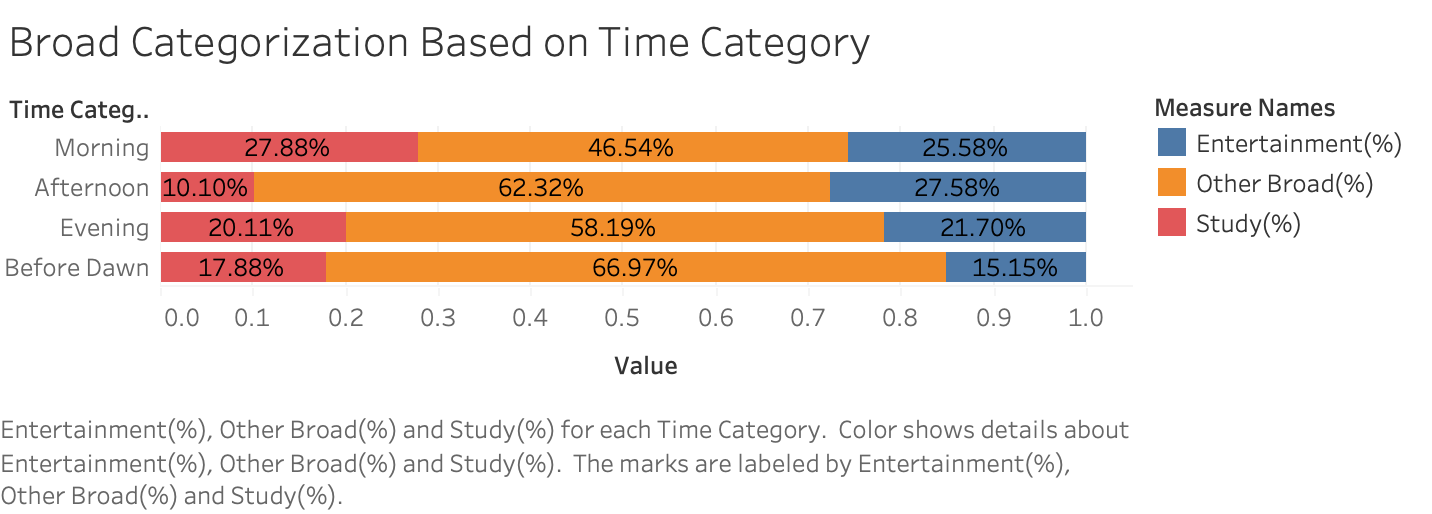 Broad Categorization Based on Time Category
Time Categ..
Measure Names
Morning 27.88% 46.54% 25.58%
Entertainment(%)
Afternoon 10.10% 62.32% 27.58%
Other Broad(%)
Evening 20.11% 58.19% 21.70%
Study(%)
Before Dawn 17.88% 66.97% 15.15%
0.0 0.1 0.2 0.3 0.4 0.5 0.6 0.7 0.8 0.9 1.0
Value
Entertainment(%), Other Broad(%) and Study(%) for each Time Category.  Color shows details about
Entertainment(%), Other Broad(%) and Study(%).  The marks are labeled by Entertainment(%),
Other Broad(%) and Study(%).